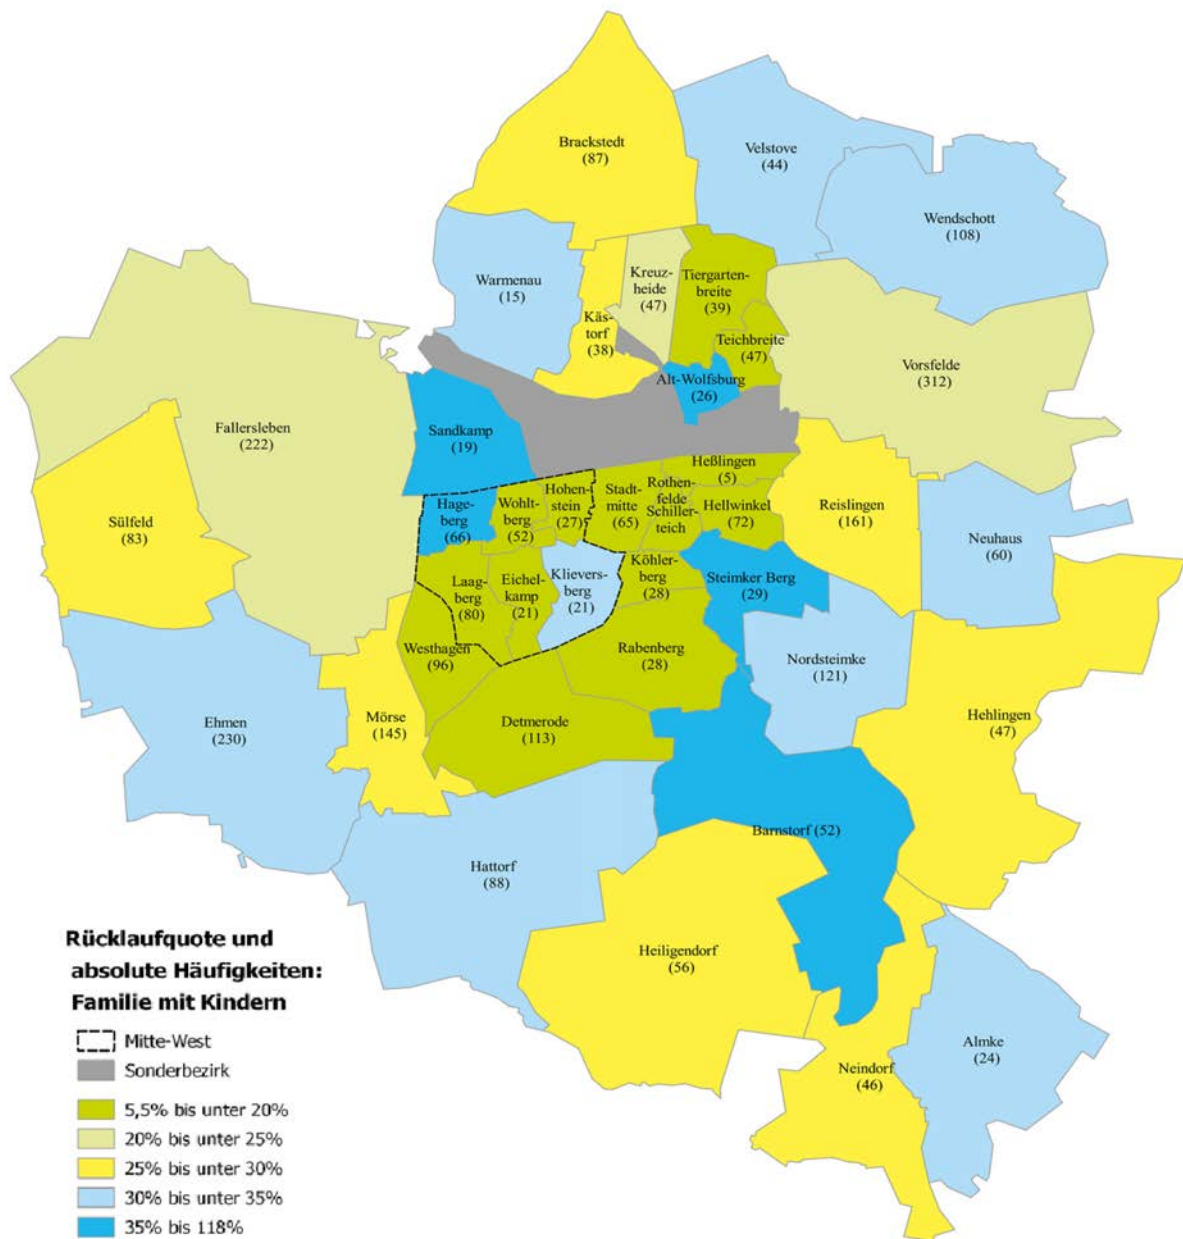 Brackstedt
(87)
Velstove
(44)
Wendschott
(108)
Warmenau
(15)
Käs-
torf
(38)
Kreuz-
heide
(47)
Tiergarten-
breite
(39)
Teichbreite
(47)
Alt-Wolfsburg
(26)
Vorsfelde
(312)
Fallersleben
(222)
Sandkamp
(19)
Sülfeld
(83)
Hage-
berg
(66)
Wohlt-
berg
(52)
Hohen-
stein
(27)
Stadt-
mitte
(65)
Rothen-
felde
Schiller-
teich
Heßlingen
(5)
Hellwinkel
(72)
Reislingen
(161)
Neuhaus
(60)
Laag-
berg
(80)
Eichel-
kamp
(21)
Klievers-
berg
(21)
Köhler-
berg
(28)
Steimker Berg
(29)
Westhagen
(96)
Rabenberg
(28)
Nordsteimke
(121)
Hehlingen
(47)
Ehmen
(230)
Mörse
(145)
Detmerode
(113)
Barnstorf (52)
Hattorf
(88)
Heiligendorf
(56)
Neindorf
(46)
Almke
(24)
Rücklaufquote und
absolute Häufigkeiten:
Familie mit Kindern
Mitte-West
Sonderbezirk
5,5% bis unter 20%
20% bis unter 25%
25% bis unter 30%
30% bis unter 35%
35% bis 118%